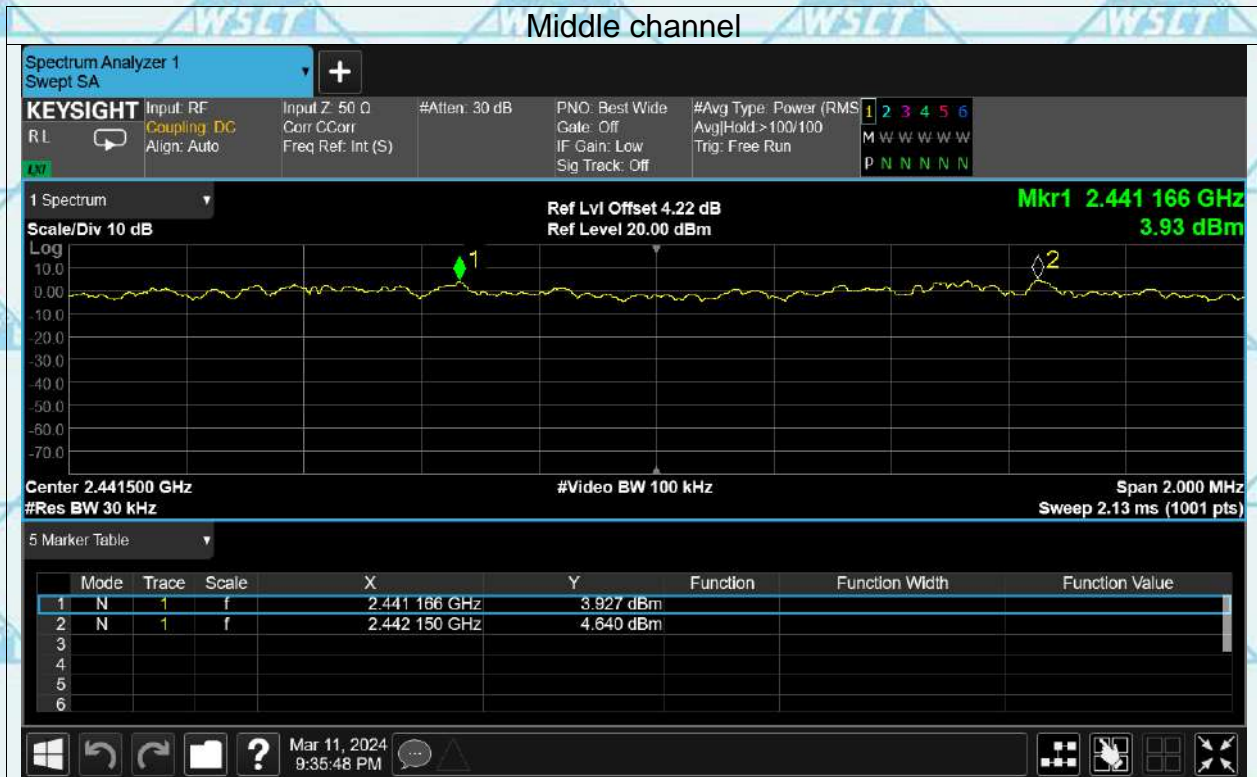 WSCT WSCT WSCT WSCT
Middle channel
Spectrum Analyzer 1
Swept SA
+
KEYSIGHT
RL
LXI
Input: RF
Coupling: DC
Align: Auto
Input Z: 50 Ω
Corr CCorr
Freq Ref: Int (S)
#Atten: 30 dB
PNO: Best Wide
Gate: Off
IF Gain: Low
Sig Track: Off
#Avg Type: Power (RMS
Avg|Hold:>100/100
Trig: Free Run
1 2 3 4 5 6
M W W W W W
P N N N N N
1 Spectrum
Scale/Div 10 dB
Ref Lvl Offset 4.22 dB
Ref Level 20.00 dBm
Mkr1 2.441 166 GHz
3.93 dBm
Log
10.0
0.00
-10.0
-20.0
-30.0
-40.0
-50.0
-60.0
-70.0
1
2
Center 2.441500 GHz
#Video BW 100 kHz
Span 2.000 MHz
#Res BW 30 kHz
Sweep 2.13 ms (1001 pts)
5 Marker Table
Mode Trace Scale X Y Function Function Width Function Value
1 N 1 f 2.441 166 GHz 3.927 dBm
2 N 1 f 2.442 150 GHz 4.640 dBm
3
4
5
6
?
Mar 11, 2024
9:35:48 PM